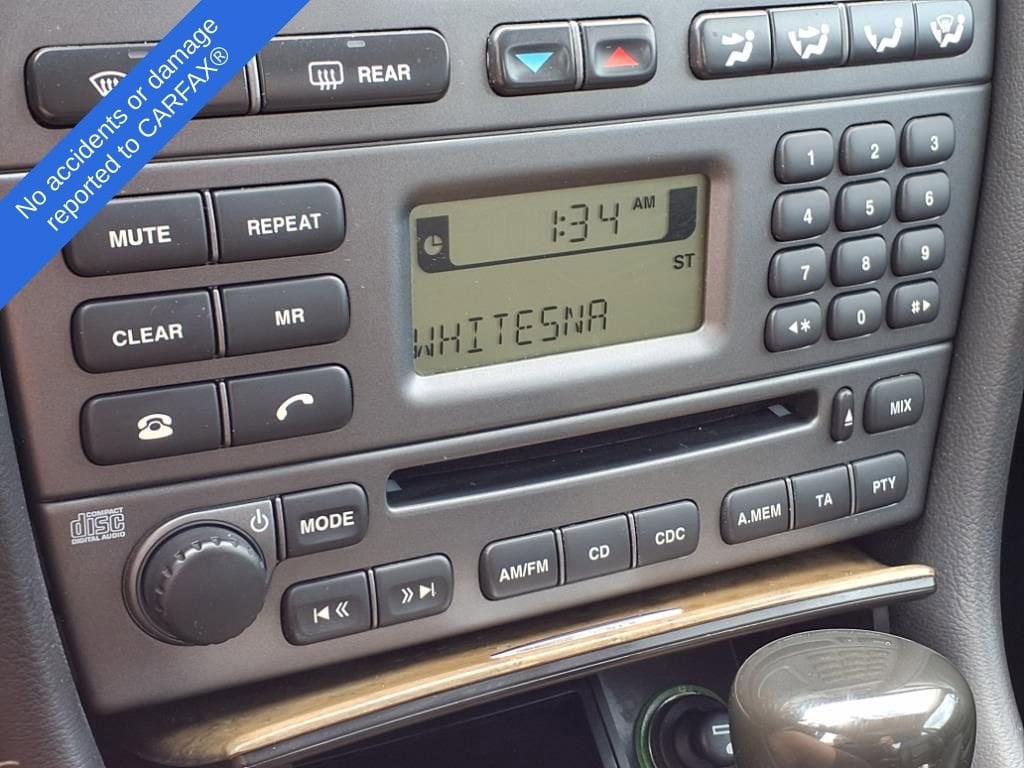 No accidents or damage
reported to CARFAX®
REAR
MUTE
REPEAT
CLEAR
MR
1:34 AM
ST
WHITESNA
1 2 3
4 5 6
7 8 9
* 0 #
MIX
COMPACT
disc
DIGITAL AUDIO
MODE
AM/FM
CD
CDC
A.MEM
TA
PTY